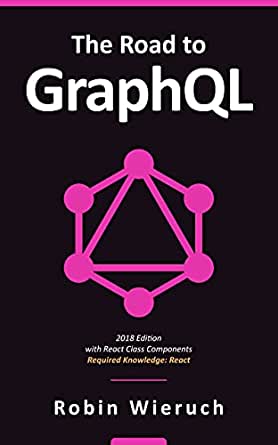 The Road to
GraphQL
2018 Edition
with React Class Components
Required Knowledge: React
Robin Wieruch